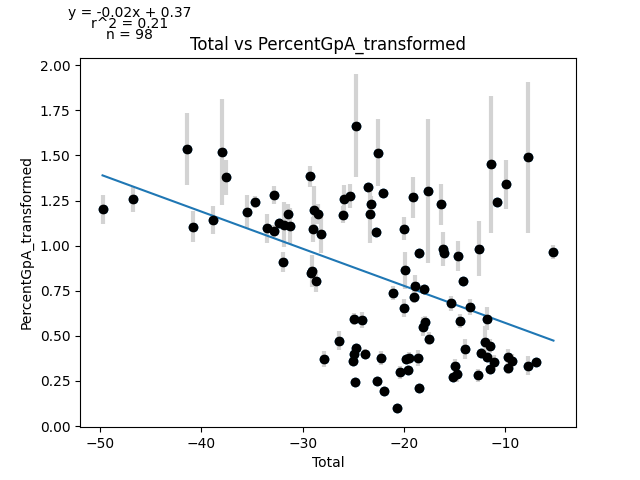 y = -0.02x + 0.37
r^2 = 0.21
n = 98
Total vs PercentGpA_transformed
2.00
1.75
1.50
1.25
1.00
0.75
0.50
0.25
0.00
PercentGpA_transformed
−50 −40 −30 −20 −10
Total